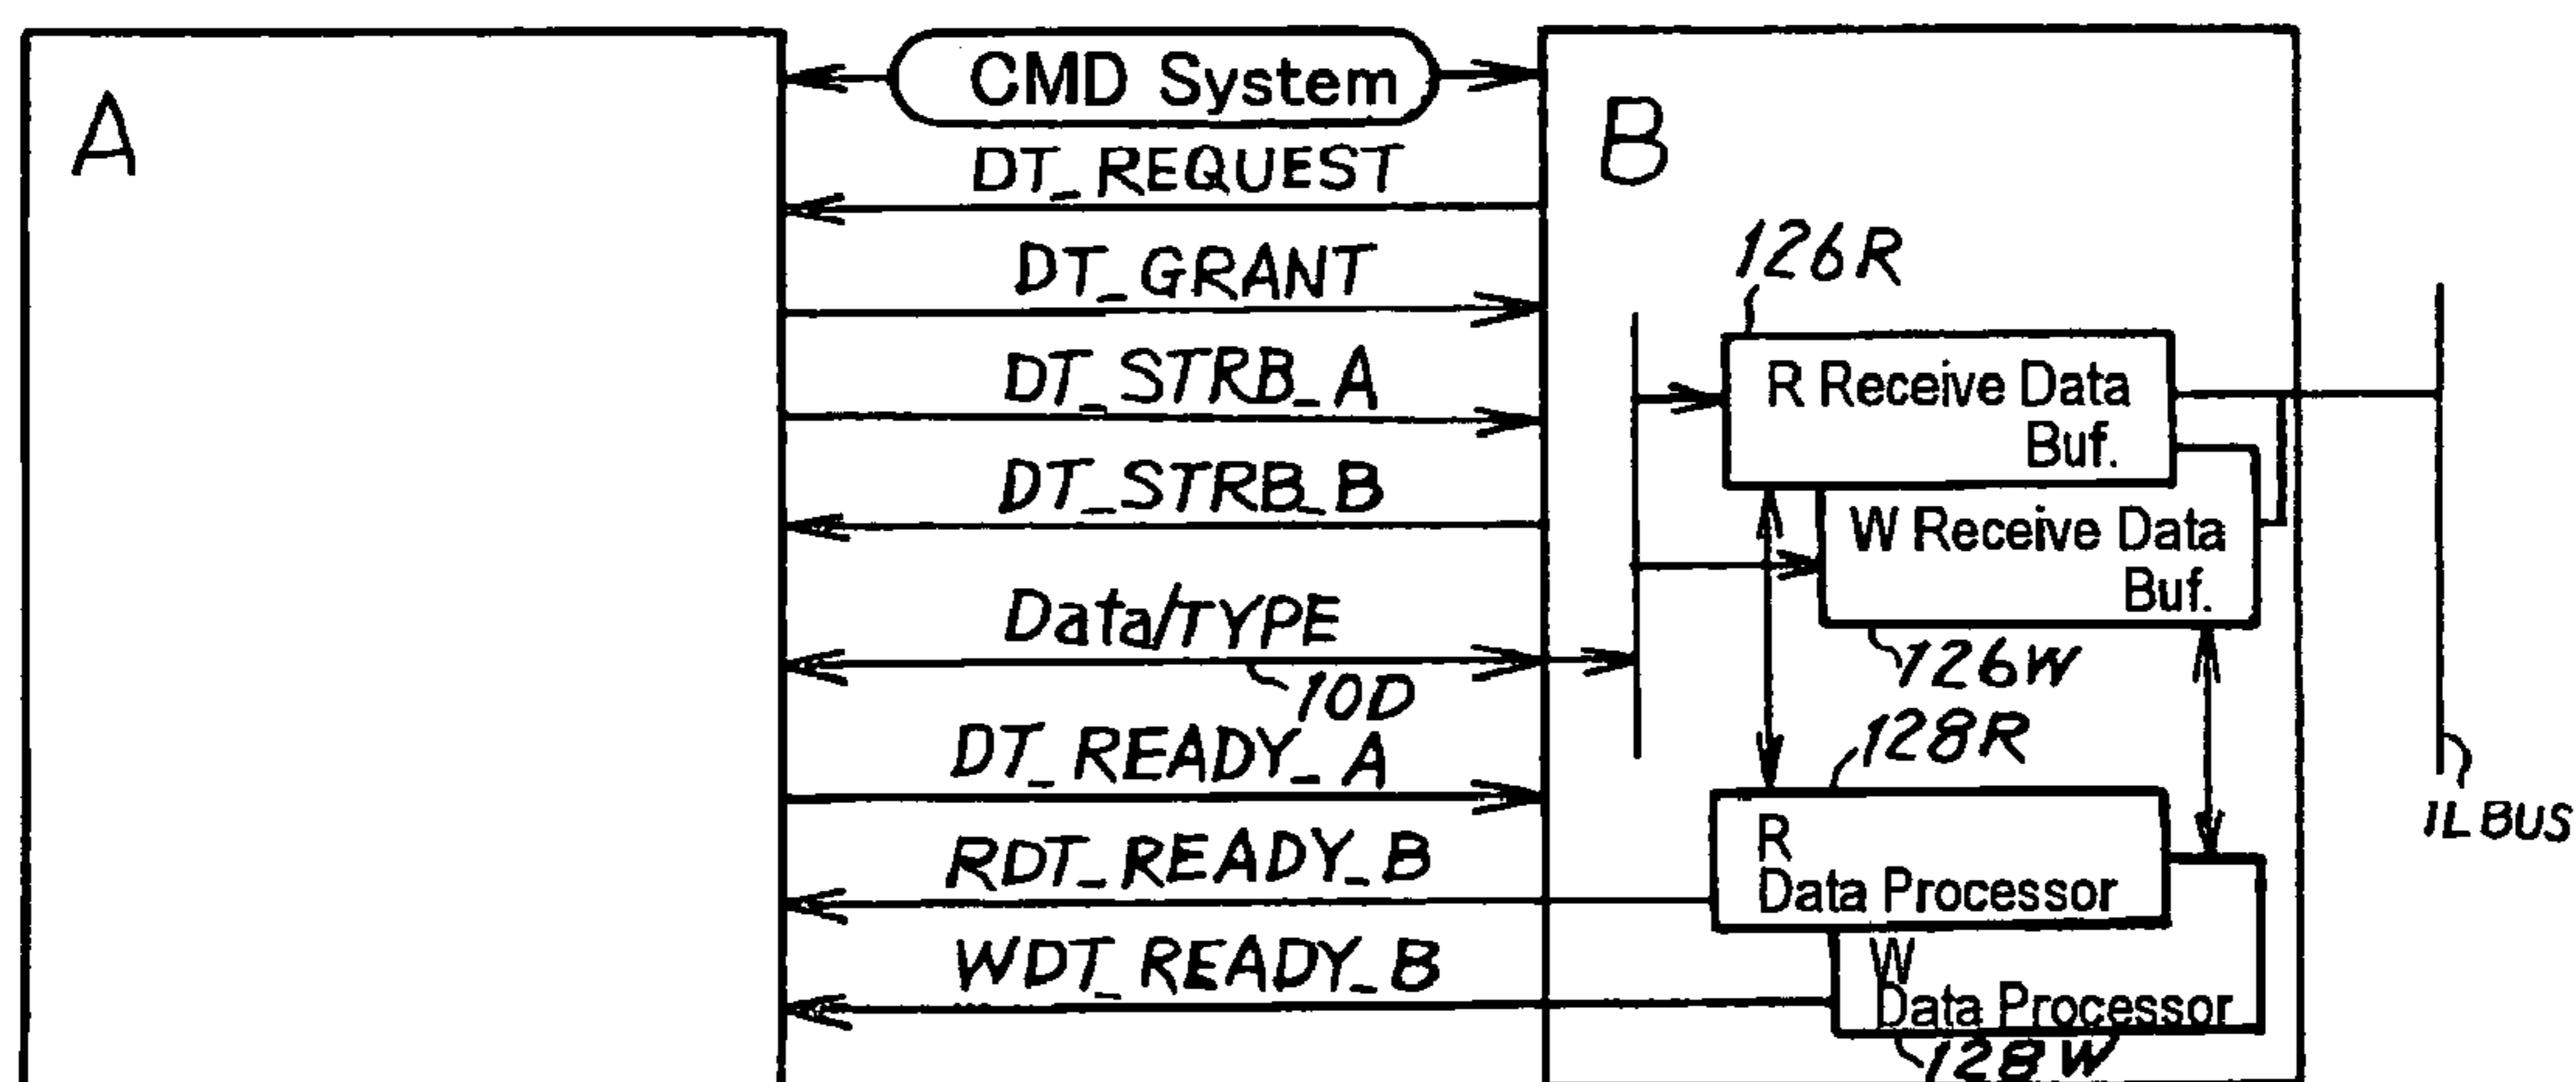 A
CMD System
B
DT_REQUEST
DT_GRANT
126R
DT_STRB_A
R Receive Data
Buf.
DT_STRB_B
W Receive Data
Buf.
Data/TYPE
10D
126W
DT_READY_A
128R
ILBUS
RDT_READY_B
R
Data Processor
WDT_READY_B
W
Data Processor
128W